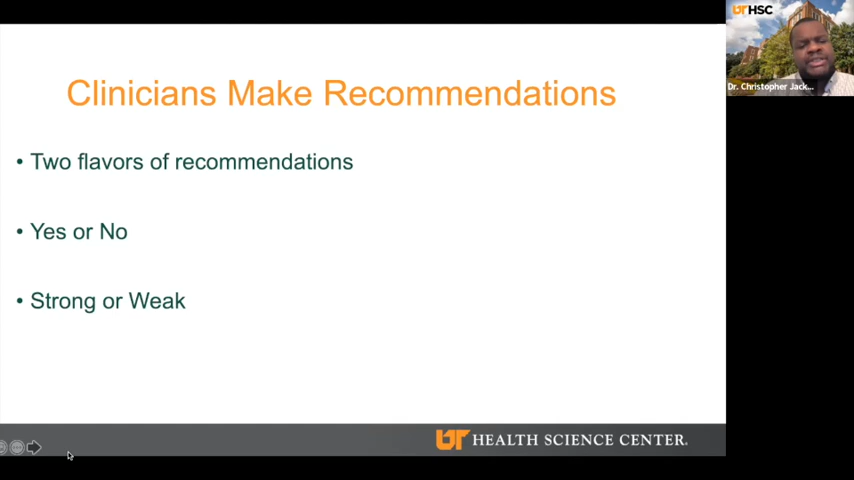 Clinicians Make Recommendations
• Two flavors of recommendations
• Yes or No
• Strong or Weak
UT HEALTH SCIENCE CENTER.
UTHSC
Dr. Christopher Jack...